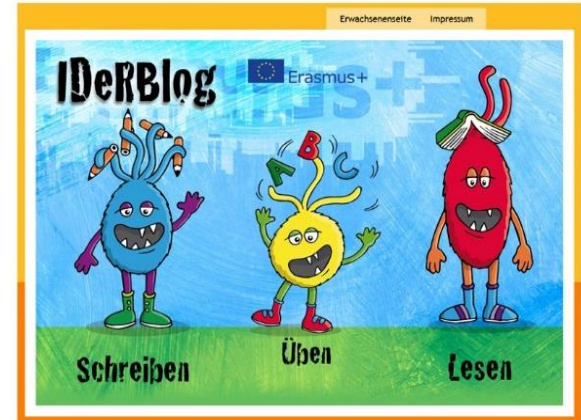 Erwachsenenseite Impressum
IDeRBlog
Erasmus+
A B C
Schreiben
Üben
Lesen